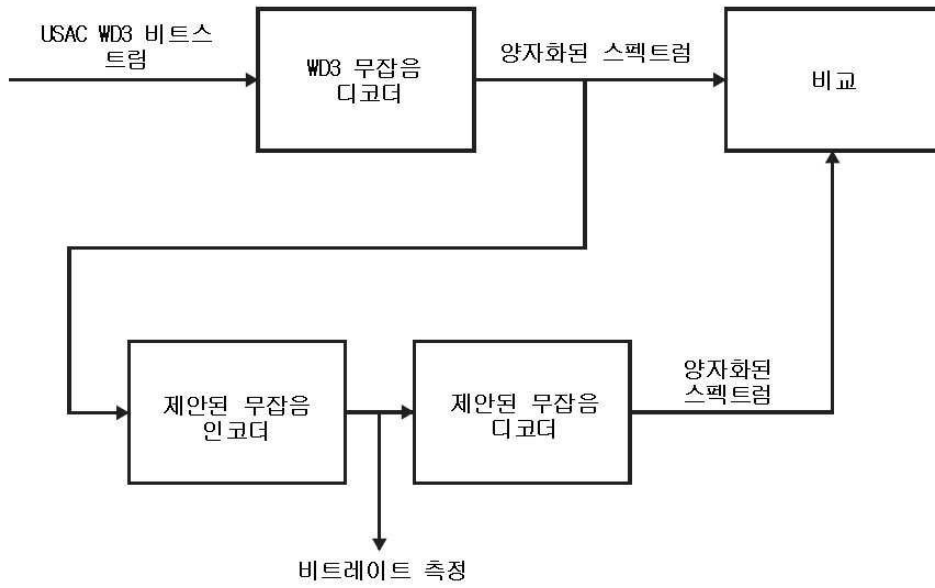 USAC WD3 비트스
트림
WD3 무잡음
디코더
양자화된 스펙트럼
비교
제안된 무잡음
인코더
제안된 무잡음
디코더
양자화된
스펙트럼
비트레이트 측정